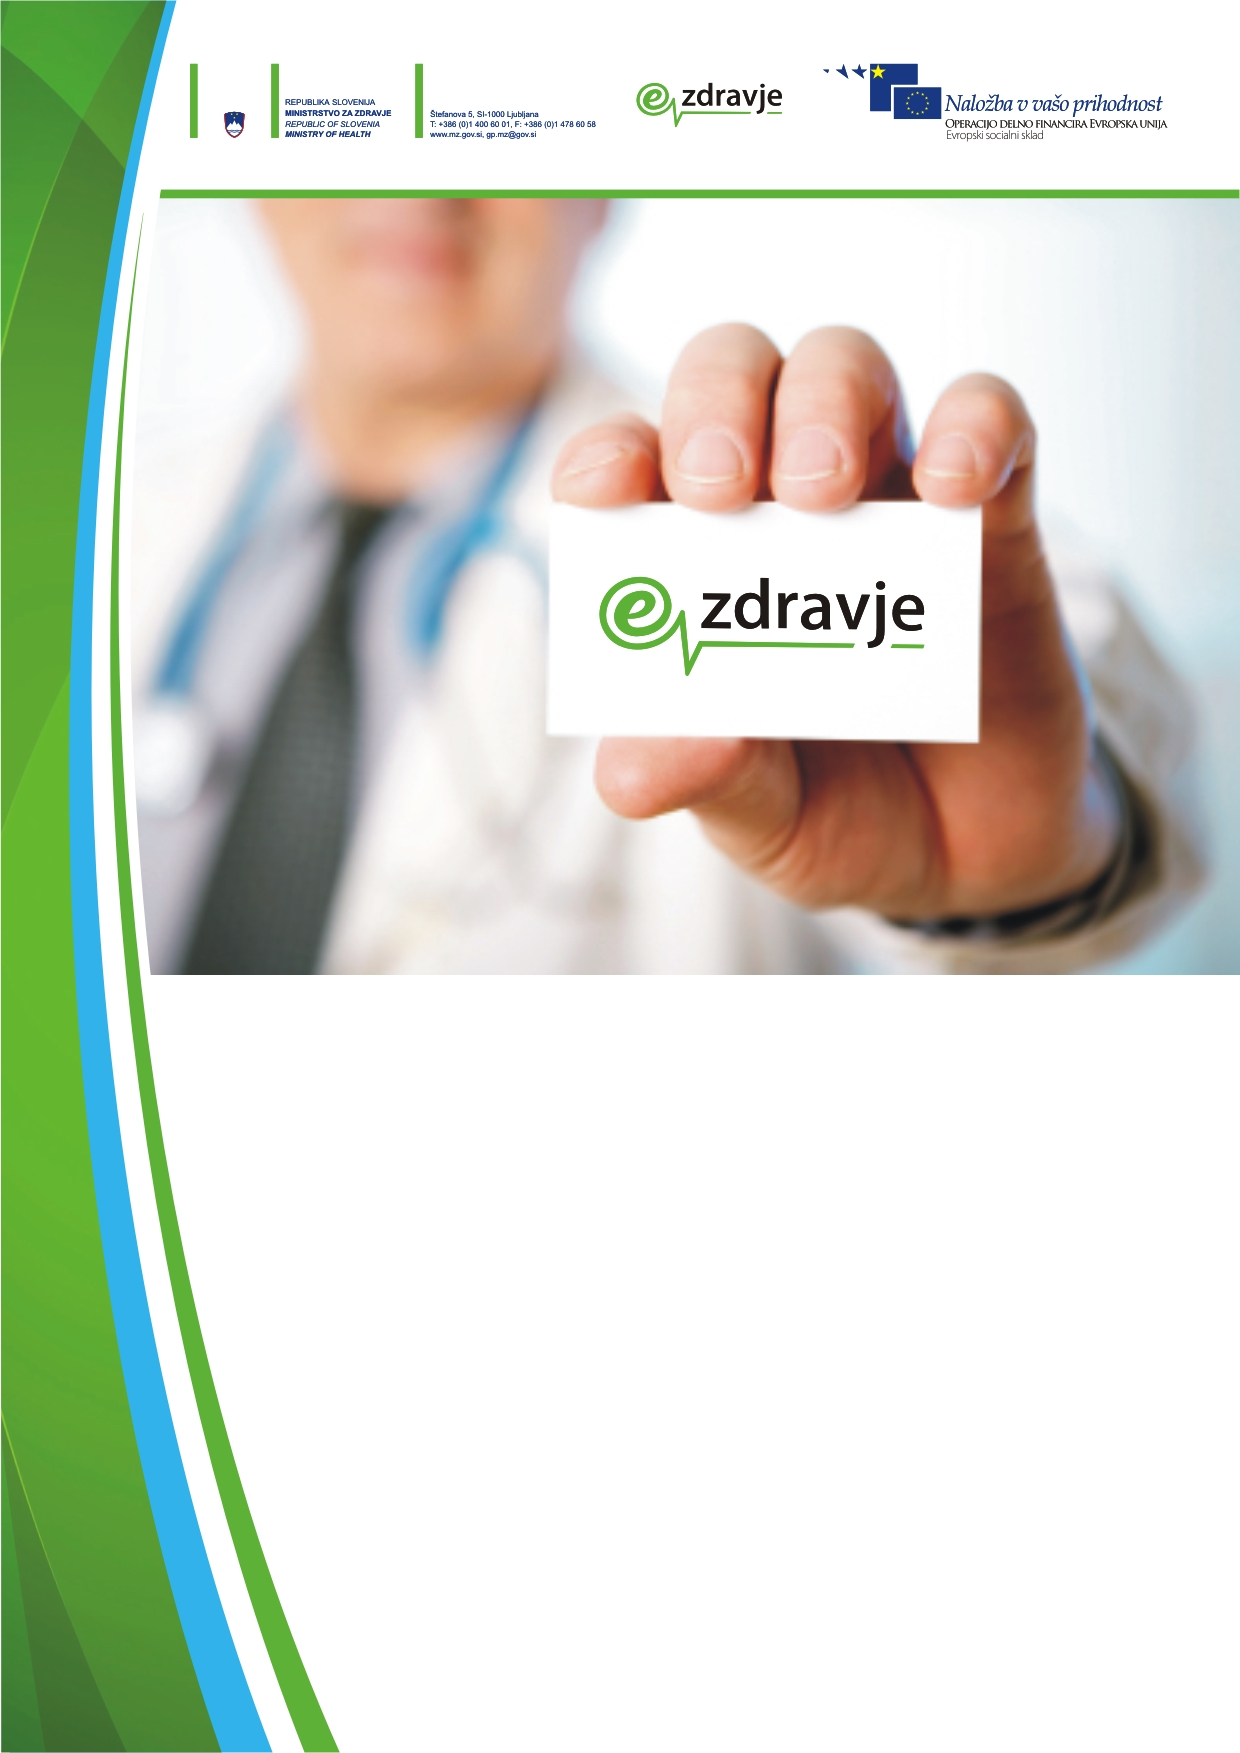 REPUBLIKA SLOVENIJA
MINISTRSTVO ZA ZDRAVJE
REPUBLIC OF SLOVENIA
MINISTRY OF HEALTH
Štefanova 5, SI-1000 Ljubljana
T: +386 (0)1 400 60 01, F: +386 (0)1 478 60 58
www.mz.gov.si, gp.mz@gov.si
e zdravje
Naložba v vašo prihodnost
OPERACIJO DELNO FINANCIRA EVROPSKA UNIJA
Evropski socialni sklad
e zdravje